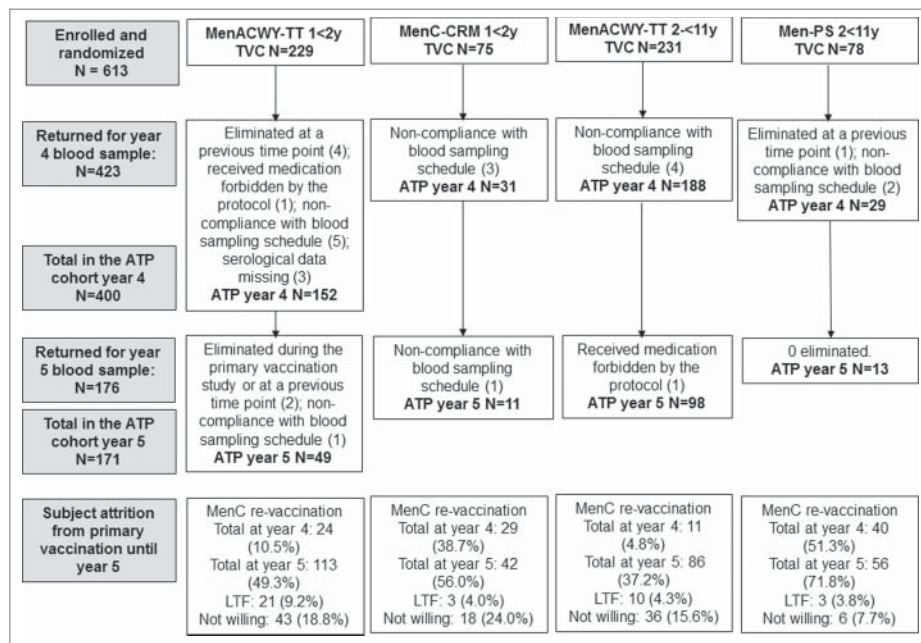 Enrolled and
randomized
N = 613
MenACWY-TT 1<2y
TVC N=229
MenC-CRM 1<2y
TVC N=75
MenACWY-TT 2-<11y
TVC N=231
Men-PS 2<11y
TVC N=78
Returned for year
4 blood sample:
N=423
Total in the ATP
cohort year 4
N=400
Eliminated at a
previous time point (4);
received medication
forbidden by the
protocol (1); non-
compliance with blood
sampling schedule (5);
serological data
missing (3)
ATP year 4 N=152
Non-compliance with
blood sampling
schedule (3)
ATP year 4 N=31
Non-compliance with
blood sampling
schedule (4)
ATP year 4 N=188
Eliminated at a previous
time point (1); non-
compliance with blood
sampling schedule (2)
ATP year 4 N=29
Returned for year
5 blood sample:
N=176
Total in the ATP
cohort year 5
N=171
Eliminated during the
primary vaccination
study or at a previous
time point (2); non-
compliance with blood
sampling schedule (1)
ATP year 5 N=49
Non-compliance with
blood sampling
schedule (1)
ATP year 5 N=11
Received medication
forbidden by the
protocol (1)
ATP year 5 N=98
0 eliminated.
ATP year 5 N=13
Subject attrition
from primary
vaccination until
year 5
MenC re-vaccination
Total at year 4: 24
(10.5%)
Total at year 5: 113
(49.3%)
LTF: 21 (9.2%)
Not willing: 43 (18.8%)
MenC re-vaccination
Total at year 4: 29
(38.7%)
Total at year 5: 42
(56.0%)
LTF: 3 (4.0%)
Not willing: 18 (24.0%)
MenC re-vaccination
Total at year 4: 11
(4.8%)
Total at year 5: 86
(37.2%)
LTF: 10 (4.3%)
Not willing: 36 (15.6%)
MenC re-vaccination
Total at year 4: 40
(51.3%)
Total at year 5: 56
(71.8%)
LTF: 3 (3.8%)
Not willing: 6 (7.7%)